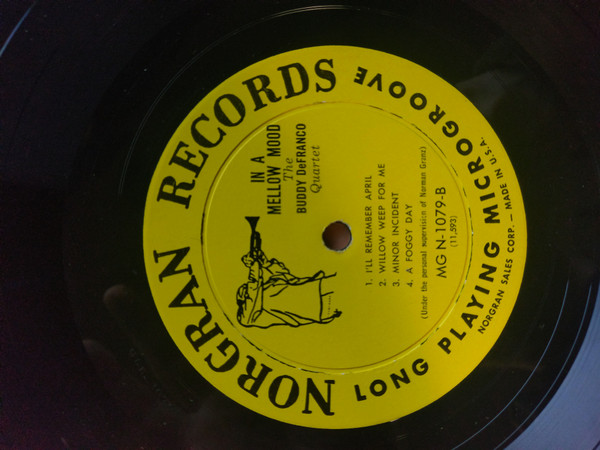 NORGRAN RECORDS
IN A
MELLOW MOOD
The
BUDDY DeFRANCO
Quartet
1. I'LL REMEMBER APRIL
2. WILLOW WEEP FOR ME
3. MINOR INCIDENT
4. A FOGGY DAY
(Under the personal supervision of Norman Granz)
MG N-1079-B
(11,593)
LONG PLAYING MICROGROOVE
NORGRAN SALES CORP. — MADE IN U.S.A.